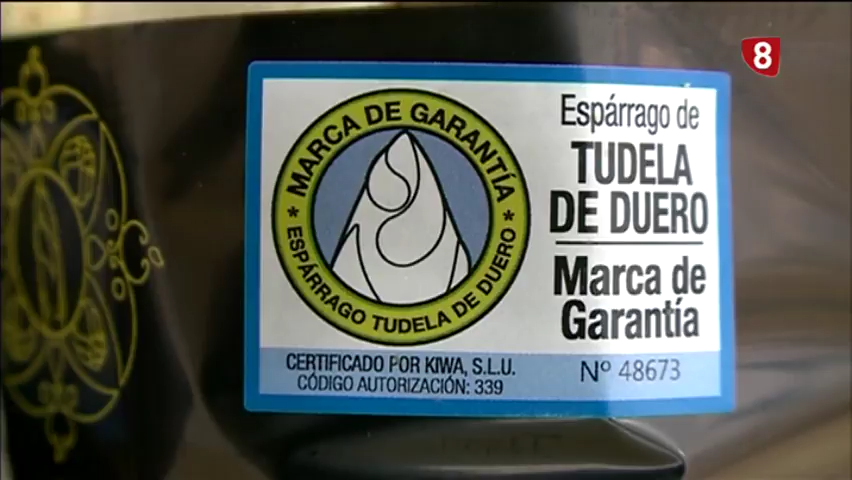 8
MARCA DE GARANTÍA
* ESPÁRRAGO TUDELA DE DUERO *
Espárrago de
TUDELA
DE DUERO
Marca de
Garantía
CERTIFICADO POR KIWA, S.L.U.
CÓDIGO AUTORIZACIÓN: 339
Nº 48673